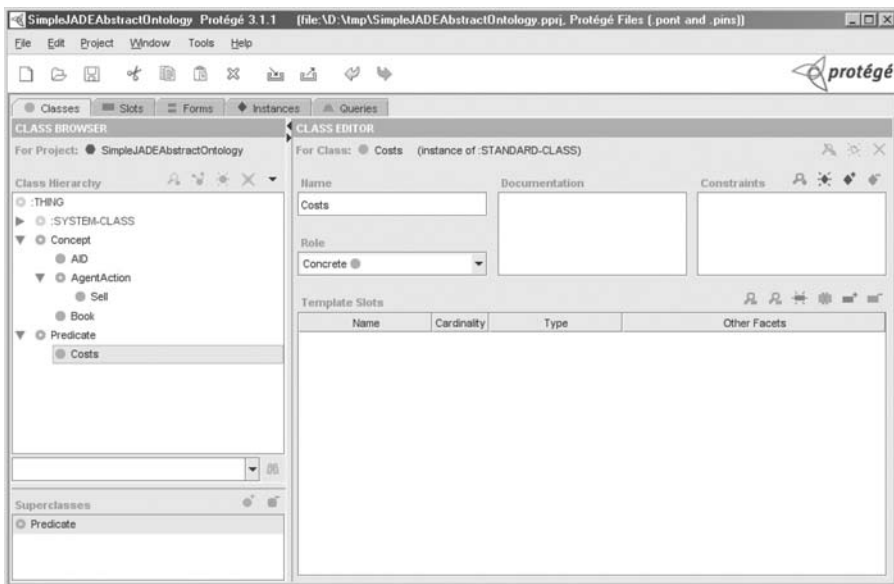 SimpleJADEAbstractOntology Protégé 3.1.1 (file:\D:\tmp\SimpleJADEAbstractOntology.pprj, Protégé Files (.pont and .pins))
File Edit Project Window Tools Help
protégé
Classes Slots Forms Instances Queries
CLASS BROWSER
For Project: SimpleJADEAbstractOntology
Class Hierarchy
:THING
:SYSTEM-CLASS
Concept
AID
AgentAction
Sell
Book
Predicate
Costs
Superclasses
Predicate
CLASS EDITOR
For Class: Costs (instance of :STANDARD-CLASS)
Name Documentation Constraints
Costs
Role
Concrete
Template Slots
Name Cardinality Type Other Facets